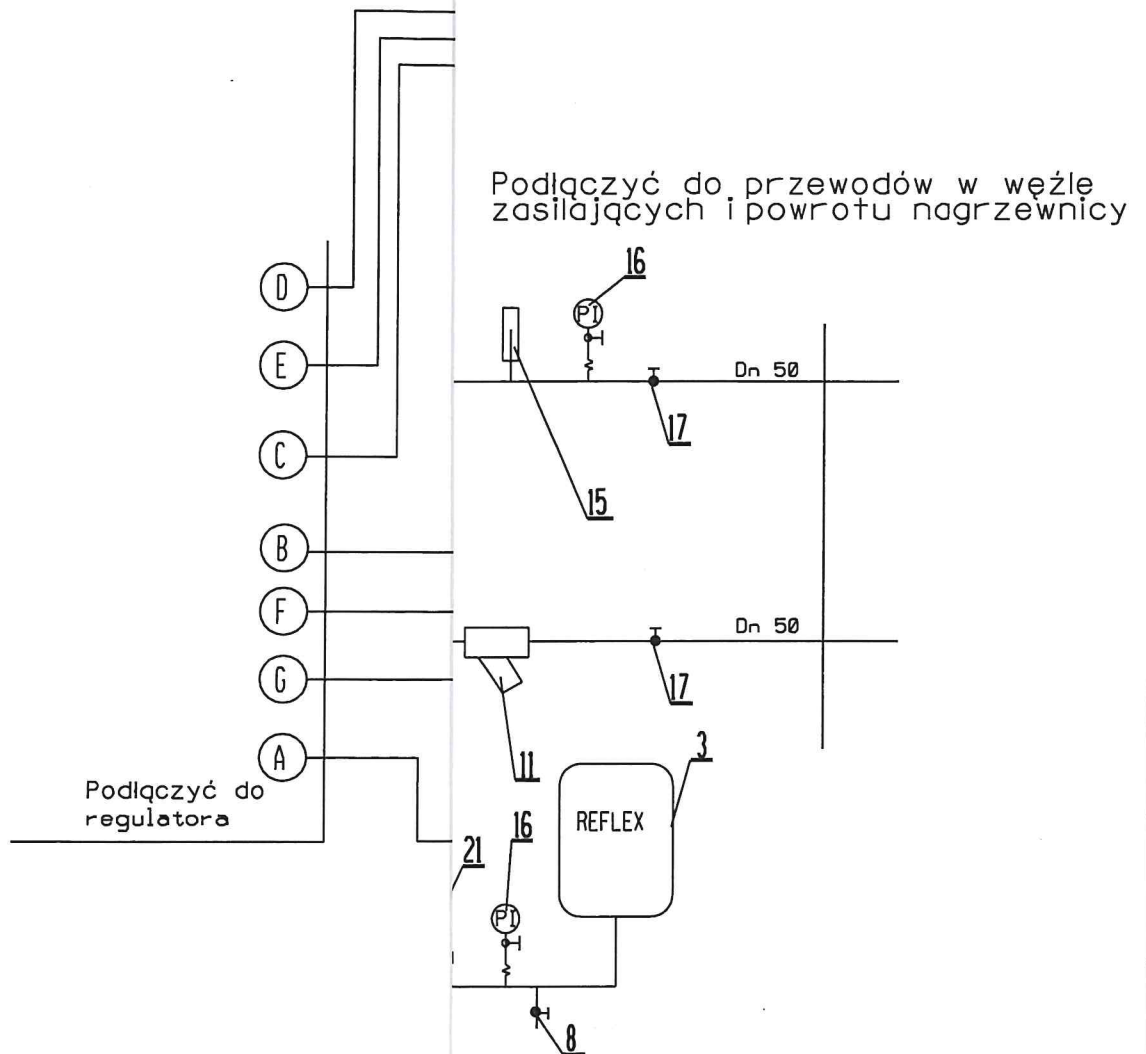 Podłączyć do przewodów w węźle
zasilających i powrotu nagrzewnicy
16
D
PI
E
Dn 50
17
C
15
B
F
Dn 50
G
17
11
A
3
Podłączyć do
regulatora
REFLEX
21
16
PI
8